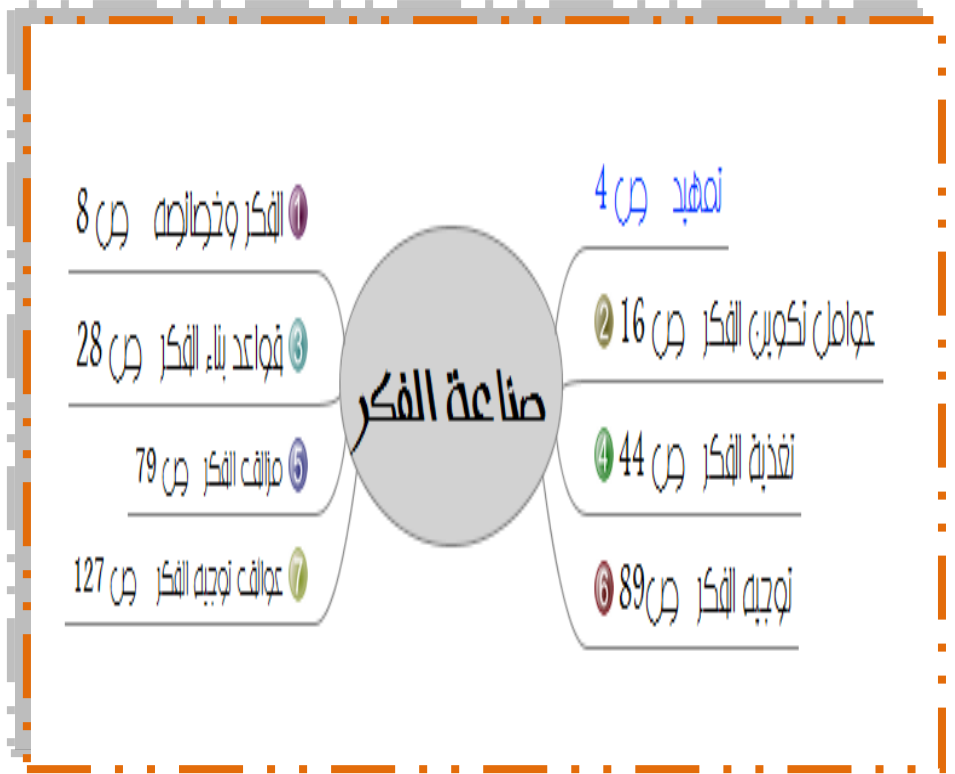 صناعة الفكر
تمهيد ص 4
1 الفكر وخصائصه ص 8
2 عوامل تكوين الفكر ص 16
3 قواعد بناء الفكر ص 28
4 تغذية الفكر ص 44
5 مزالق الفكر ص 79
6 توجيه الفكر ص89
7 عوائق توجيه الفكر ص 127